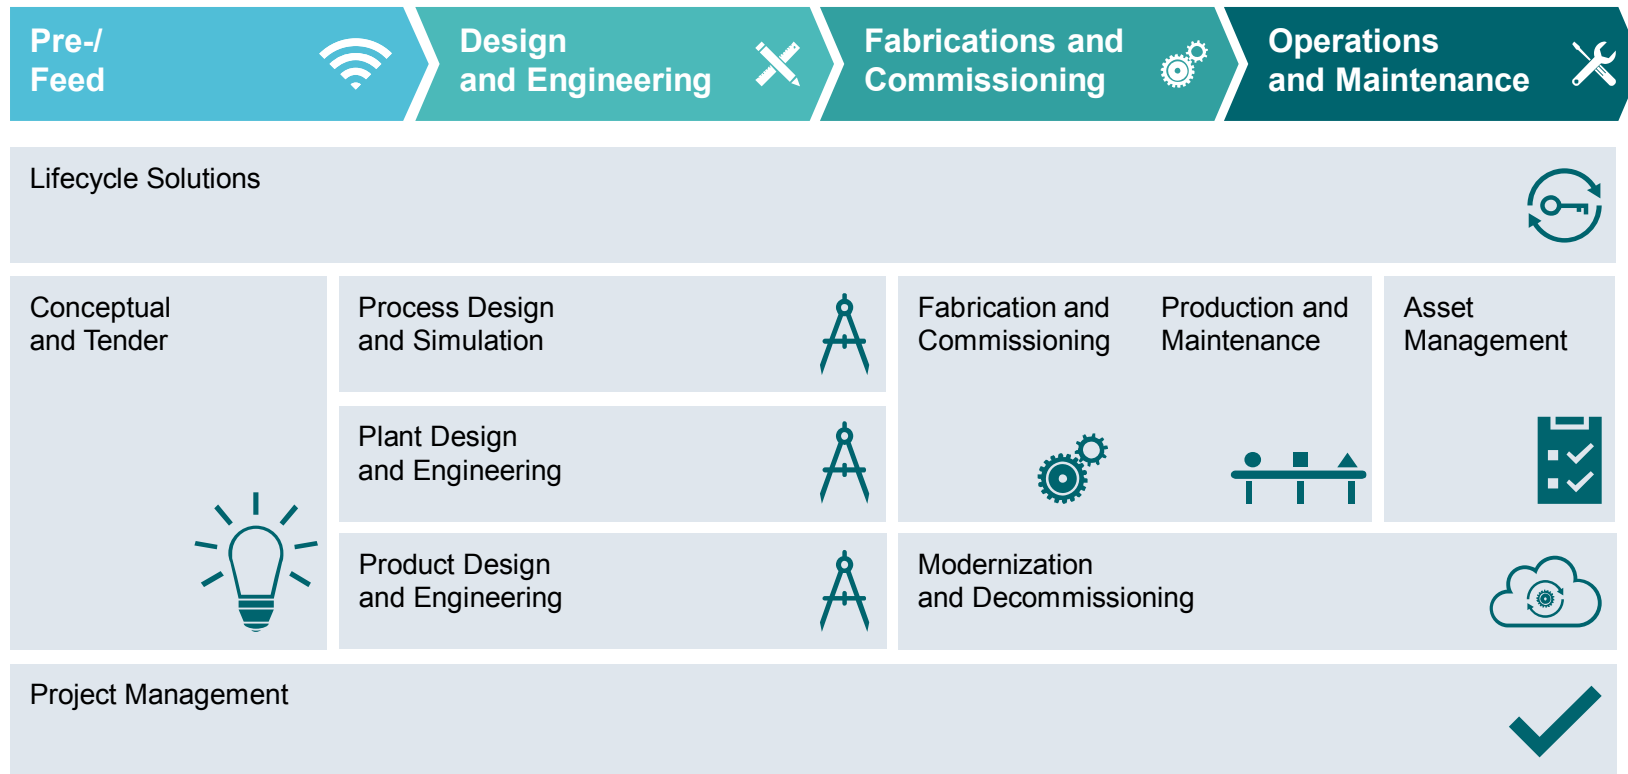 Pre-/
Feed
Design
and Engineering
Fabrications and
Commissioning
Operations
and Maintenance
Lifecycle Solutions
Conceptual
and Tender
Process Design
and Simulation
Plant Design
and Engineering
Product Design
and Engineering
Fabrication and
Commissioning
Production and
Maintenance
Asset
Management
Modernization
and Decommissioning
Project Management